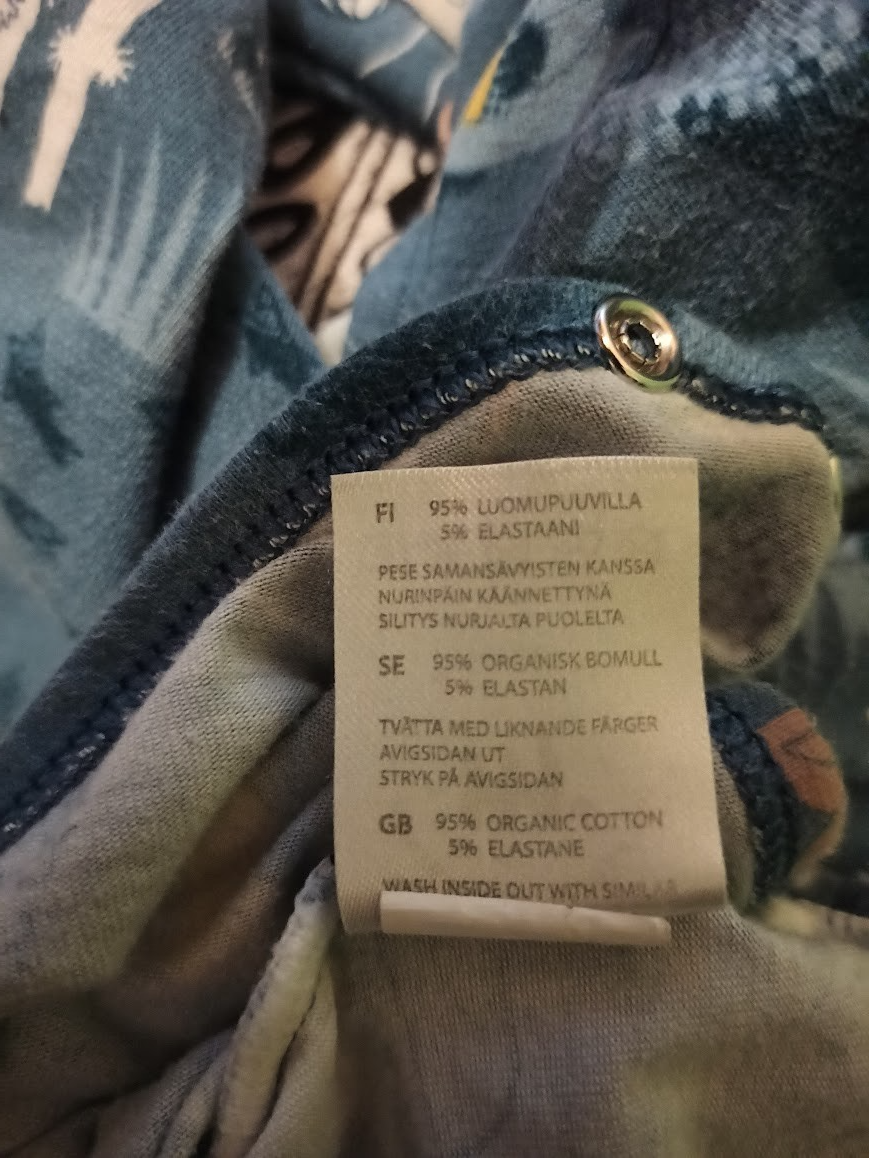 FI 95% LUOMUPUUVILLA
5% ELASTAANI
PESE SAMANSÄVYISTEN KANSSA
NURINPÄIN KÄÄNNETTYNÄ
SILITYS NURJALTA PUOLELTA
SE 95% ORGANISK BOMULL
5% ELASTAN
TVÄTTA MED LIKNANDE FÄRGER
AVIGSIDAN UT
STRYK PÅ AVIGSIDAN
GB 95% ORGANIC COTTON
5% ELASTANE
WASH INSIDE OUT WITH SIMILAR